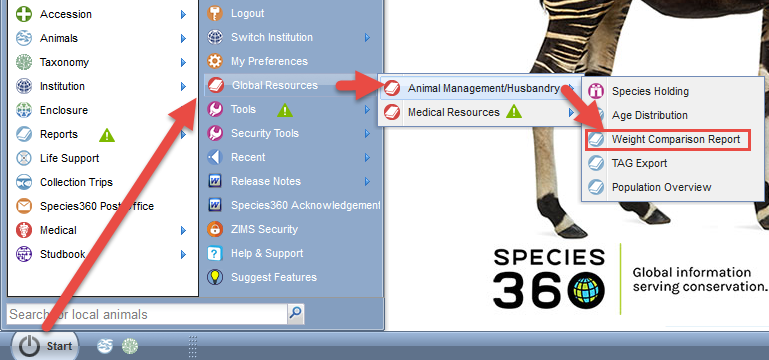 Accession
Animals
Taxonomy
Institution
Enclosure
Reports
Life Support
Collection Trips
Species360 Post Office
Medical
Studbook
Search for local animals
Logout
Switch Institution
My Preferences
Global Resources
Tools
Security Tools
Recent
Release Notes
Species360 Acknowledgement
ZIMS Security
Help & Support
Suggest Features
Animal Management/Husbandry
Medical Resources
Species Holding
Age Distribution
Weight Comparison Report
TAG Export
Population Overview
SPECIES
360
Global information
serving conservation.
Start